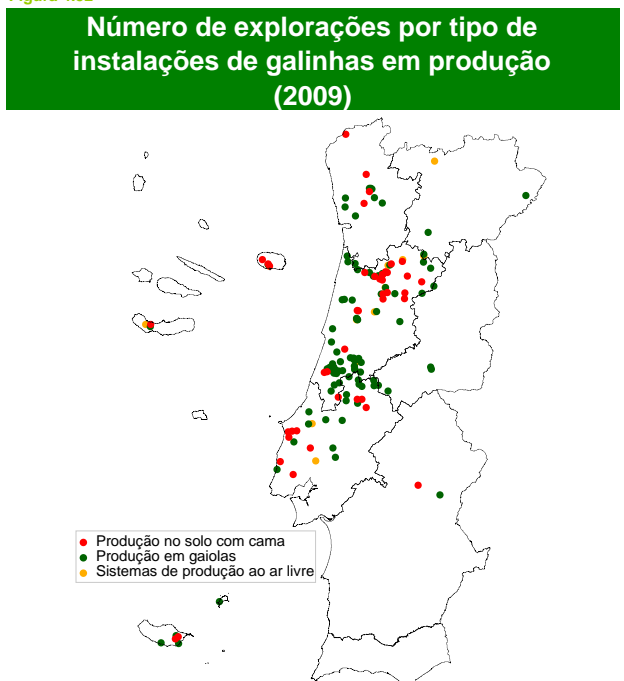 Número de explorações por tipo de
instalações de galinhas em produção
(2009)
Produção no solo com cama
Produção em gaiolas
Sistemas de produção ao ar livre